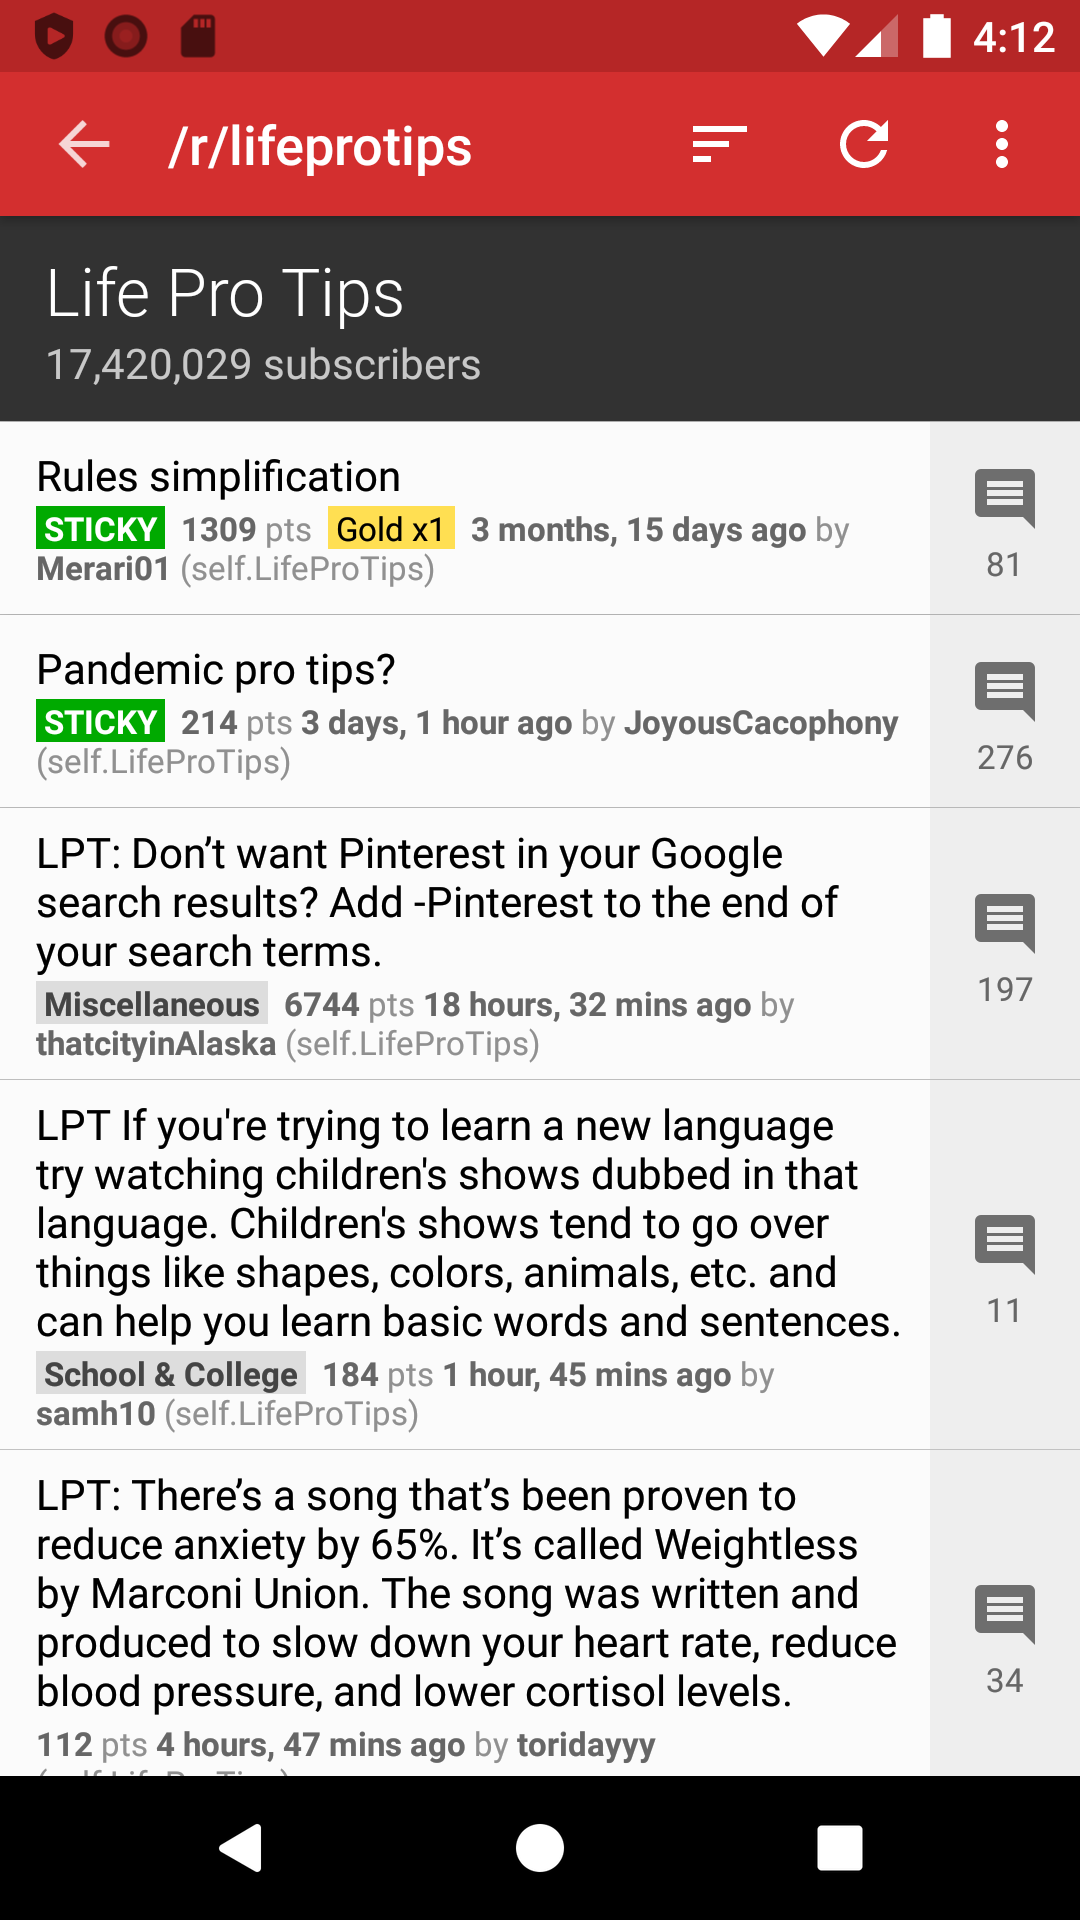 4:12
/r/lifeprotips
Life Pro Tips
17,420,029 subscribers
Rules simplification
STICKY 1309 pts Gold x1 3 months, 15 days ago by
Merari01 (self.LifeProTips)
81
Pandemic pro tips?
STICKY 214 pts 3 days, 1 hour ago by JoyousCacophony
(self.LifeProTips)
276
LPT: Don’t want Pinterest in your Google
search results? Add -Pinterest to the end of
your search terms.
Miscellaneous 6744 pts 18 hours, 32 mins ago by
thatcityinAlaska (self.LifeProTips)
197
LPT If you're trying to learn a new language
try watching children's shows dubbed in that
language. Children's shows tend to go over
things like shapes, colors, animals, etc. and
can help you learn basic words and sentences.
School & College 184 pts 1 hour, 45 mins ago by
samh10 (self.LifeProTips)
11
LPT: There’s a song that’s been proven to
reduce anxiety by 65%. It’s called Weightless
by Marconi Union. The song was written and
produced to slow down your heart rate, reduce
blood pressure, and lower cortisol levels.
112 pts 4 hours, 47 mins ago by toridayyy
34